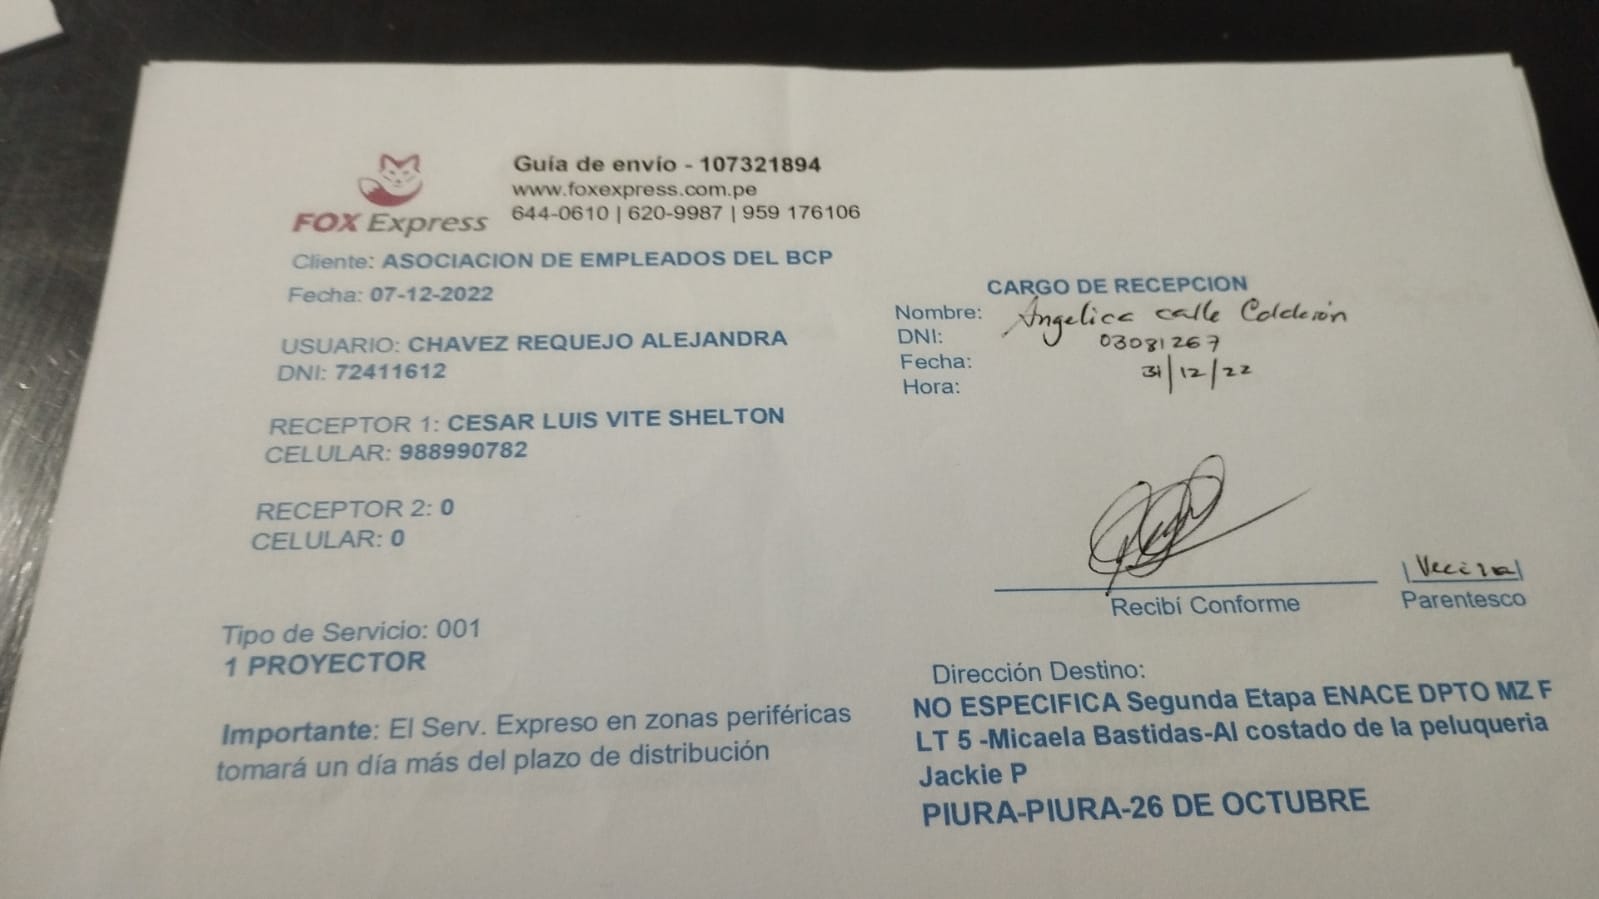 FOX Express
Guía de envío - 107321894
www.foxexpress.com.pe
644-0610 | 620-9987 | 959 176106
Cliente: ASOCIACION DE EMPLEADOS DEL BCP
Fecha: 07-12-2022
USUARIO: CHAVEZ REQUEJO ALEJANDRA
DNI: 72411612
RECEPTOR 1: CESAR LUIS VITE SHELTON
CELULAR: 988990782
RECEPTOR 2: 0
CELULAR: 0
Tipo de Servicio: 001
1 PROYECTOR
Importante: El Serv. Expreso en zonas periféricas
tomará un día más del plazo de distribución
CARGO DE RECEPCION
Nombre: Angelica calle Calderón
DNI: 03081267
Fecha: 31/12/22
Hora:
Recibí Conforme
Vecina
Parentesco
Dirección Destino:
NO ESPECIFICA Segunda Etapa ENACE DPTO MZ F
LT 5 -Micaela Bastidas-Al costado de la peluqueria
Jackie P
PIURA-PIURA-26 DE OCTUBRE